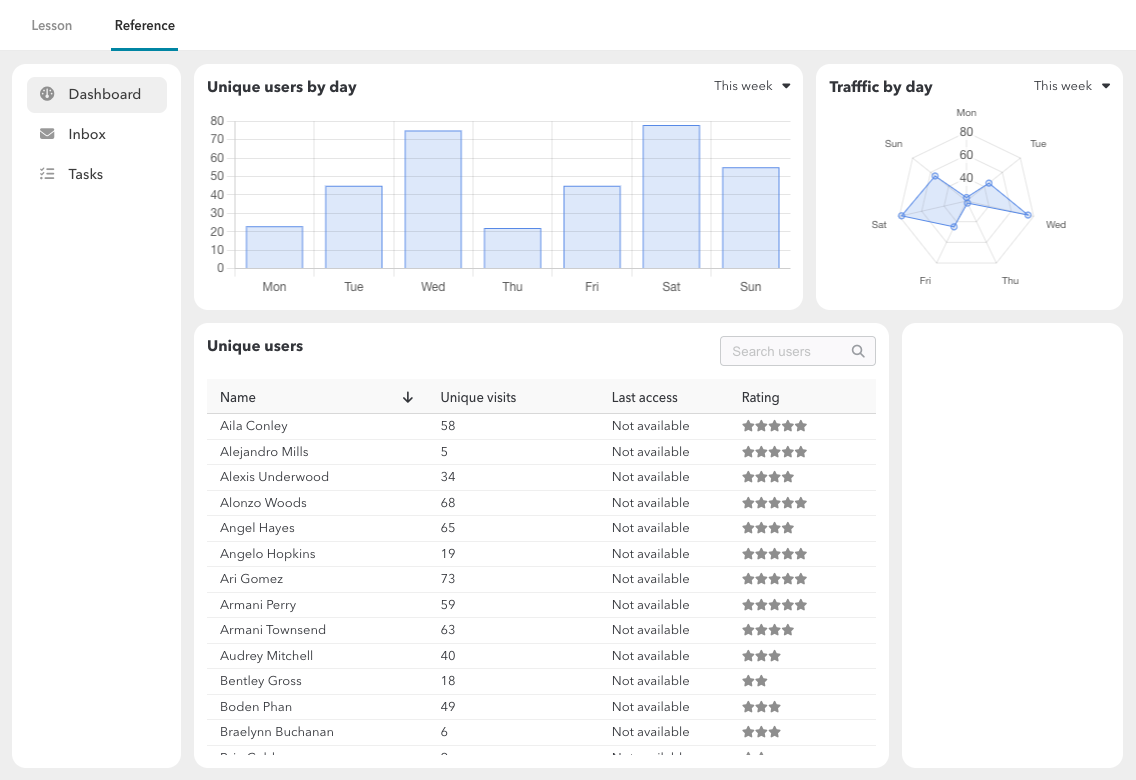 Lesson Reference
Dashboard
Inbox
Tasks
Unique users by day This week
80
70
60
50
40
30
20
10
0
Mon Tue Wed Thu Fri Sat Sun
Trafffic by day This week
Mon
80
60
40
Sun Tue
Sat Wed
Fri Thu
Unique users Search users
Name Unique visits Last access Rating
Aila Conley 58 Not available
Alejandro Mills 5 Not available
Alexis Underwood 34 Not available
Alonzo Woods 68 Not available
Angel Hayes 65 Not available
Angelo Hopkins 19 Not available
Ari Gomez 73 Not available
Armani Perry 59 Not available
Armani Townsend 63 Not available
Audrey Mitchell 40 Not available
Bentley Gross 18 Not available
Boden Phan 49 Not available
Braelynn Buchanan 6 Not available